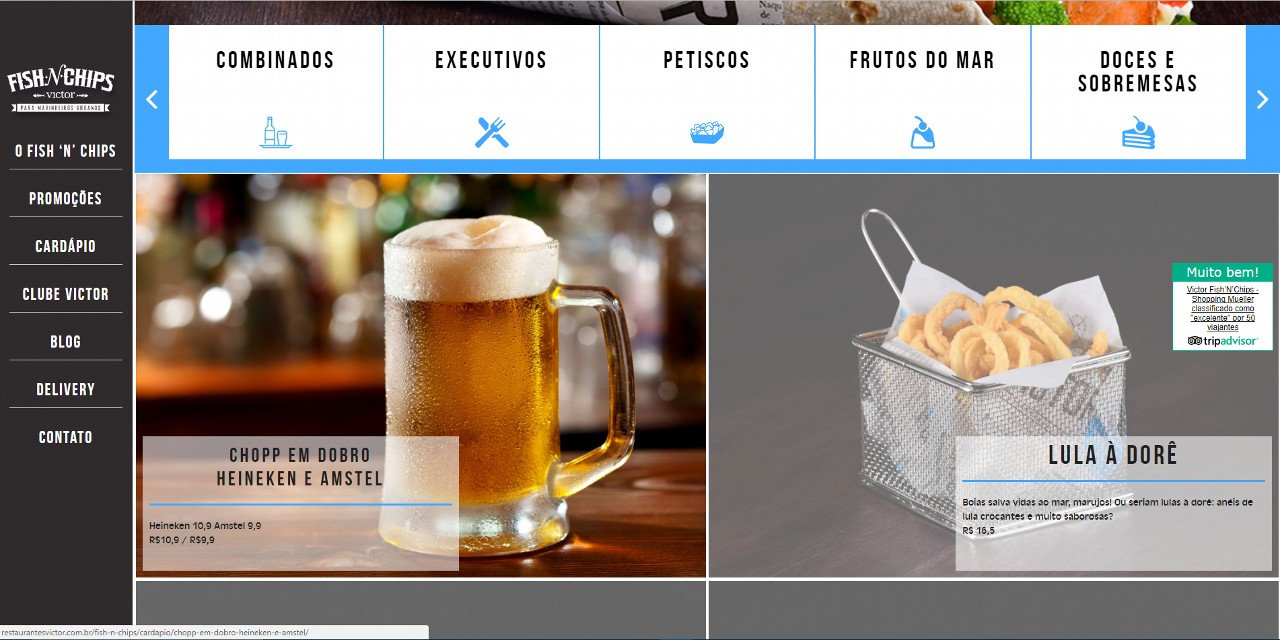 FISH 'N' CHIPS
victor
PARA MARINHEIROS URBANOS
O FISH ‘N’ CHIPS
PROMOÇÕES
CARDÁPIO
CLUBE VICTOR
BLOG
DELIVERY
CONTATO
Naqu
de
COMBINADOS
EXECUTIVOS
PETISCOS
FRUTOS DO MAR
DOCES E
SOBREMESAS
CHOPP EM DOBRO
HEINEKEN E AMSTEL
Heineken 10,9 Amstel 9,9
R$10,9 / R$9,9
LULA À DORÊ
Boias salva vidas ao mar, marujos! Ou seriam lulas à dorê: anéis de
lula crocantes e muito saborosas?
R$ 16,5
Muito bem!
Victor Fish'N'Chips -
Shopping Mueller
classificado como
"excelente" por 50
viajantes
tripadvisor
restaurantesvictor.com.br/fish-n-chips/cardapio/chopp-em-dobro-heineken-e-amstel/